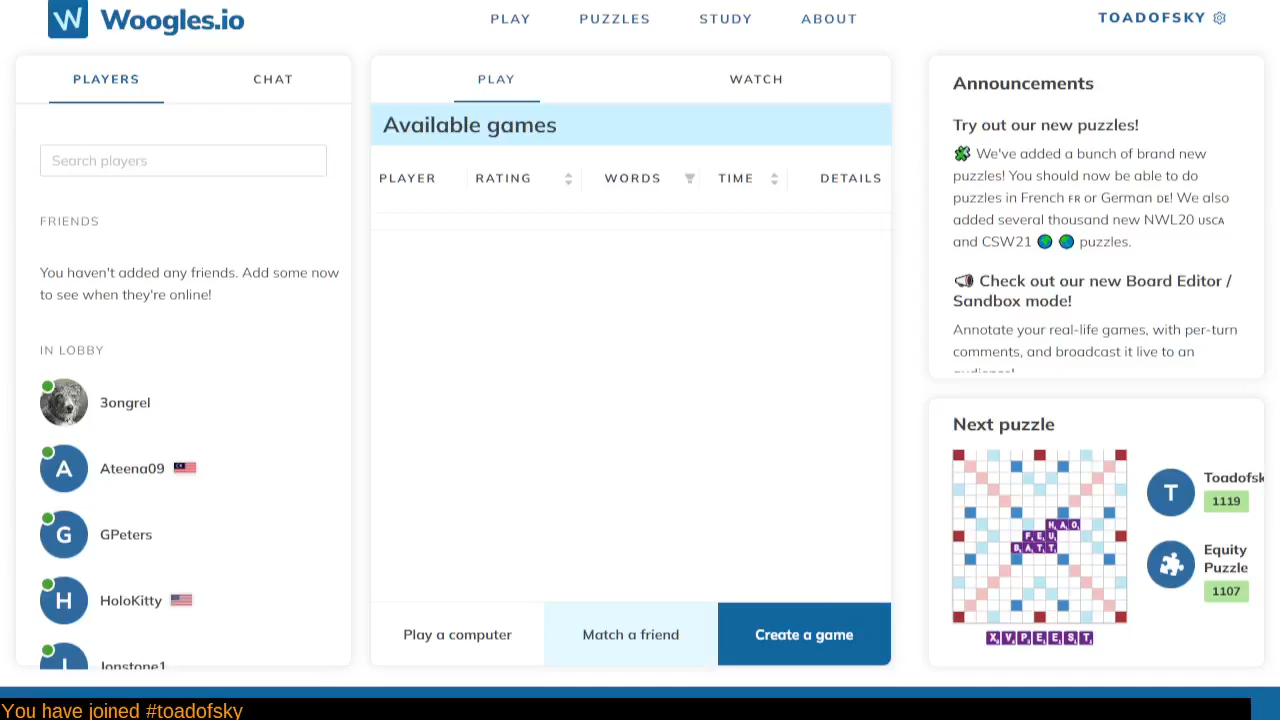 W Woogles.io
PLAY PUZZLES STUDY ABOUT
TOADOFSKY
PLAYERS CHAT
Search players
FRIENDS
You haven't added any friends. Add some now
to see when they're online!
IN LOBBY
3ongrel
A Ateena09
G GPeters
H HoloKitty
J Jonstone1
PLAY WATCH
Available games
PLAYER RATING WORDS TIME DETAILS
Play a computer Match a friend Create a game
Announcements
Try out our new puzzles!
We've added a bunch of brand new
puzzles! You should now be able to do
puzzles in French FR or German DE! We also
added several thousand new NWL20 USCA
and CSW21 puzzles.
Check out our new Board Editor /
Sandbox mode!
Annotate your real-life games, with per-turn
comments, and broadcast it live to an
audience!
Next puzzle
HAO
FEU
BATT
XVPEEST
T Toadofsk
1119
Equity
Puzzle
1107
You have joined #toadofsky